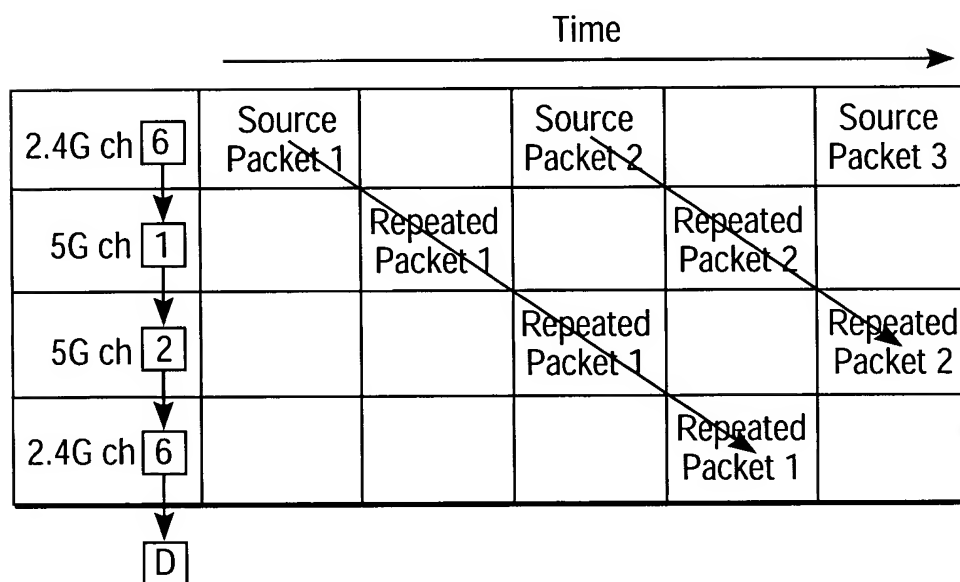 Time
2.4G ch 6
Source
Packet 1
Source
Packet 2
Source
Packet 3
5G ch 1
Repeated
Packet 1
Repeated
Packet 2
5G ch 2
Repeated
Packet 1
Repeated
Packet 2
2.4G ch 6
Repeated
Packet 1
D